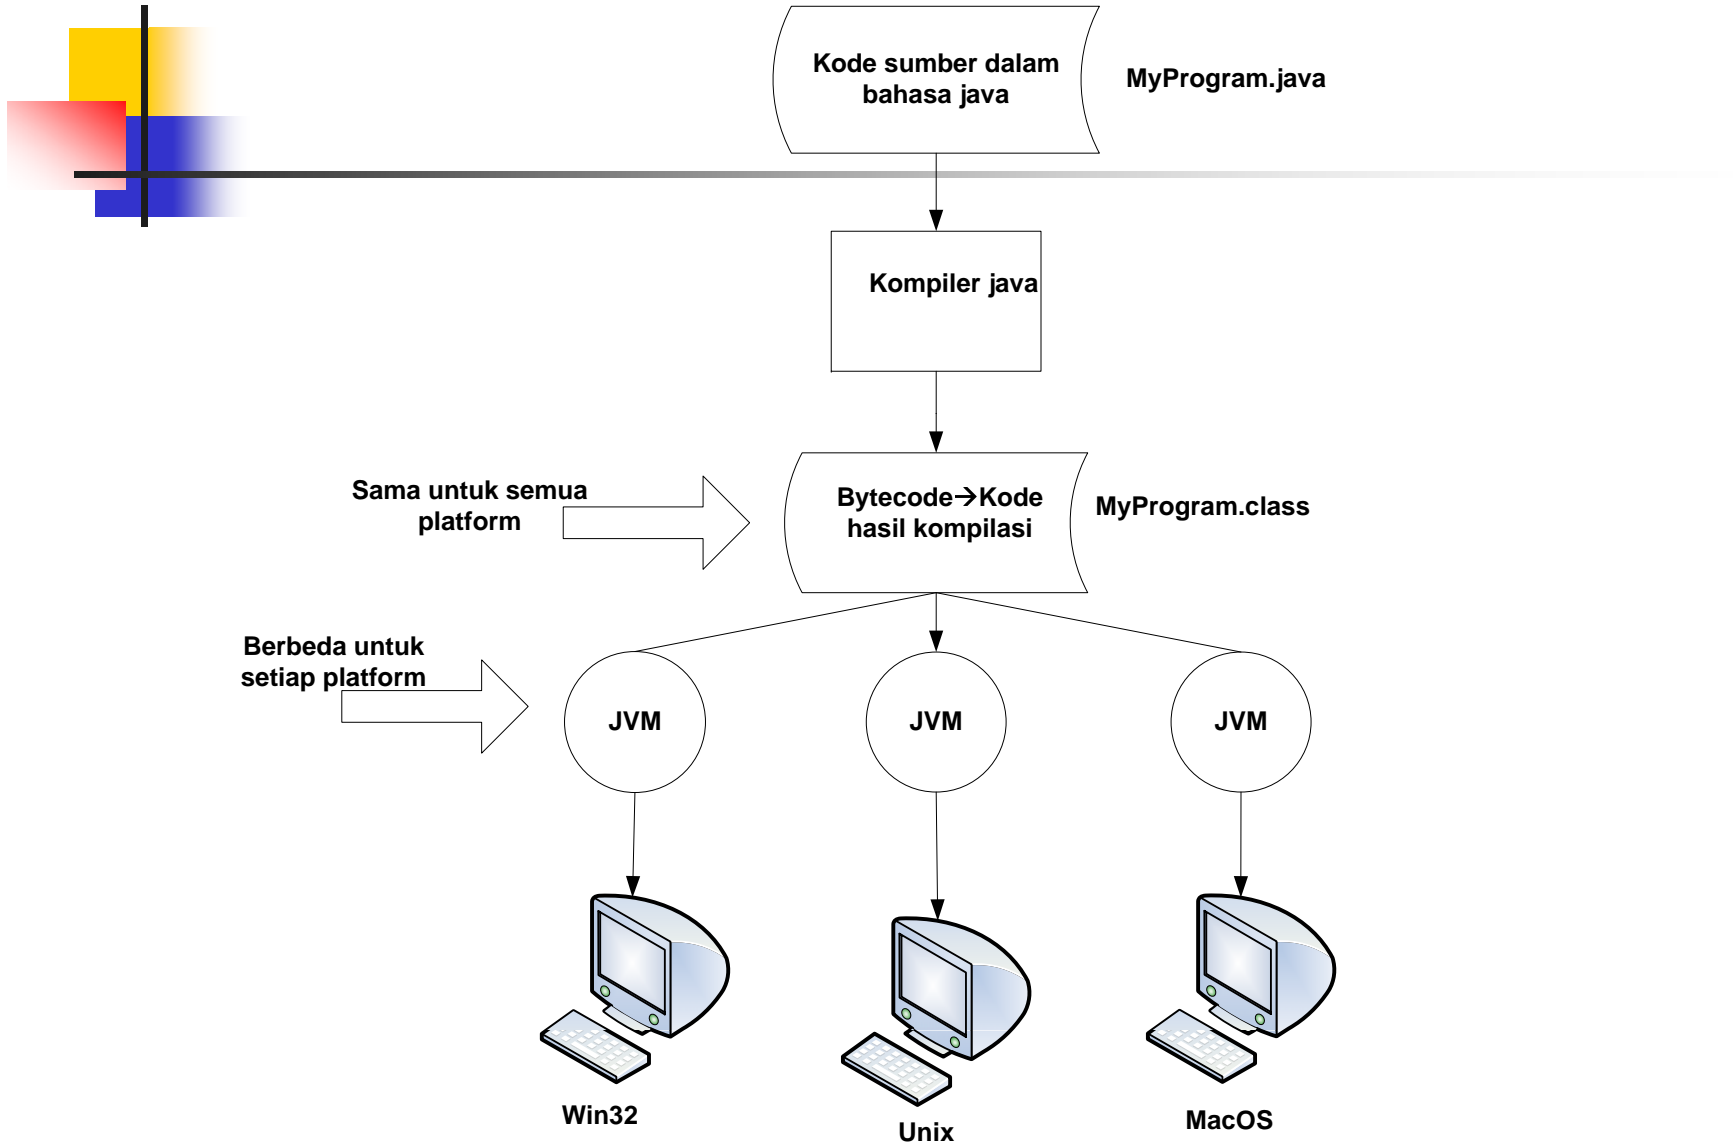 Kode sumber dalam
bahasa java
MyProgram.java
Kompiler java
Sama untuk semua
platform
Bytecode→Kode
hasil kompilasi
MyProgram.class
Berbeda untuk
setiap platform
JVM
JVM
JVM
Win32
Unix
MacOS